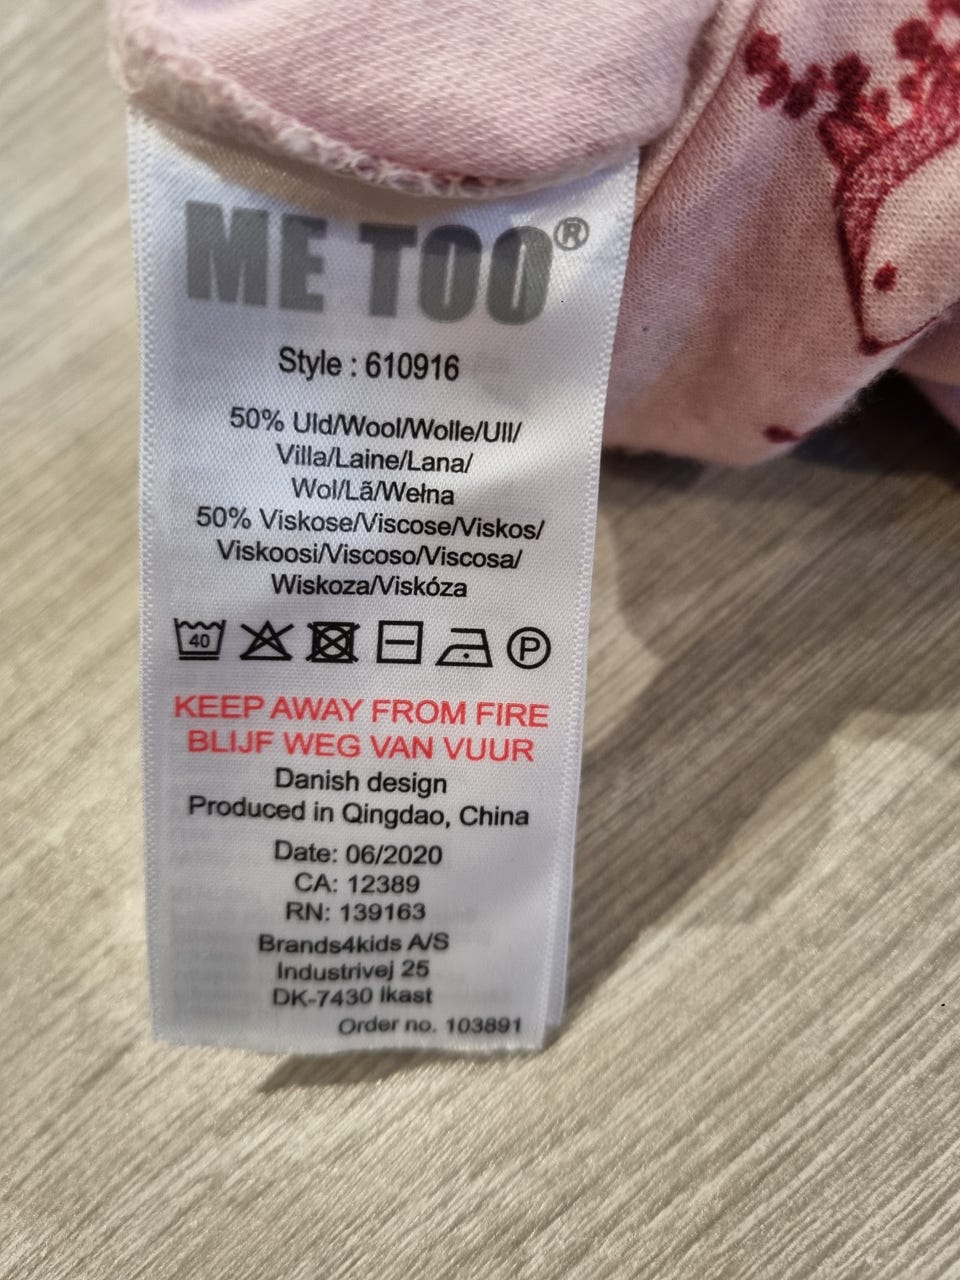 ME TOO®
Style : 610916
50% Uld/Wool/Wolle/Ull/
Villa/Laine/Lana/
Wol/Lã/Wełna
50% Viskose/Viscose/Viskos/
Viskoosi/Viscoso/Viscosa/
Wiskoza/Viskóza
40 P
KEEP AWAY FROM FIRE
BLIJF WEG VAN VUUR
Danish design
Produced in Qingdao, China
Date: 06/2020
CA: 12389
RN: 139163
Brands4kids A/S
Industrivej 25
DK-7430 Ikast
Order no. 103891